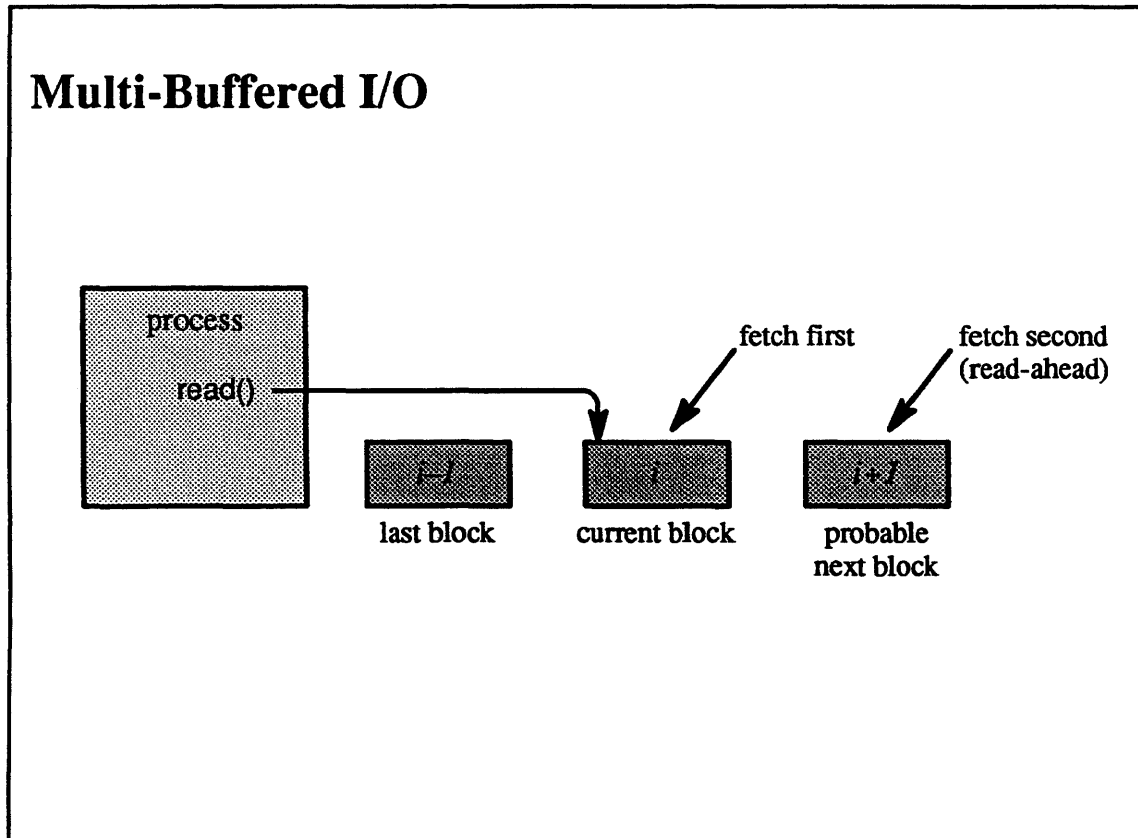 Multi-Buffered I/O
process
read()
fetch first
fetch second
(read-ahead)
i–1
i
i+1
last block
current block
probable
next block